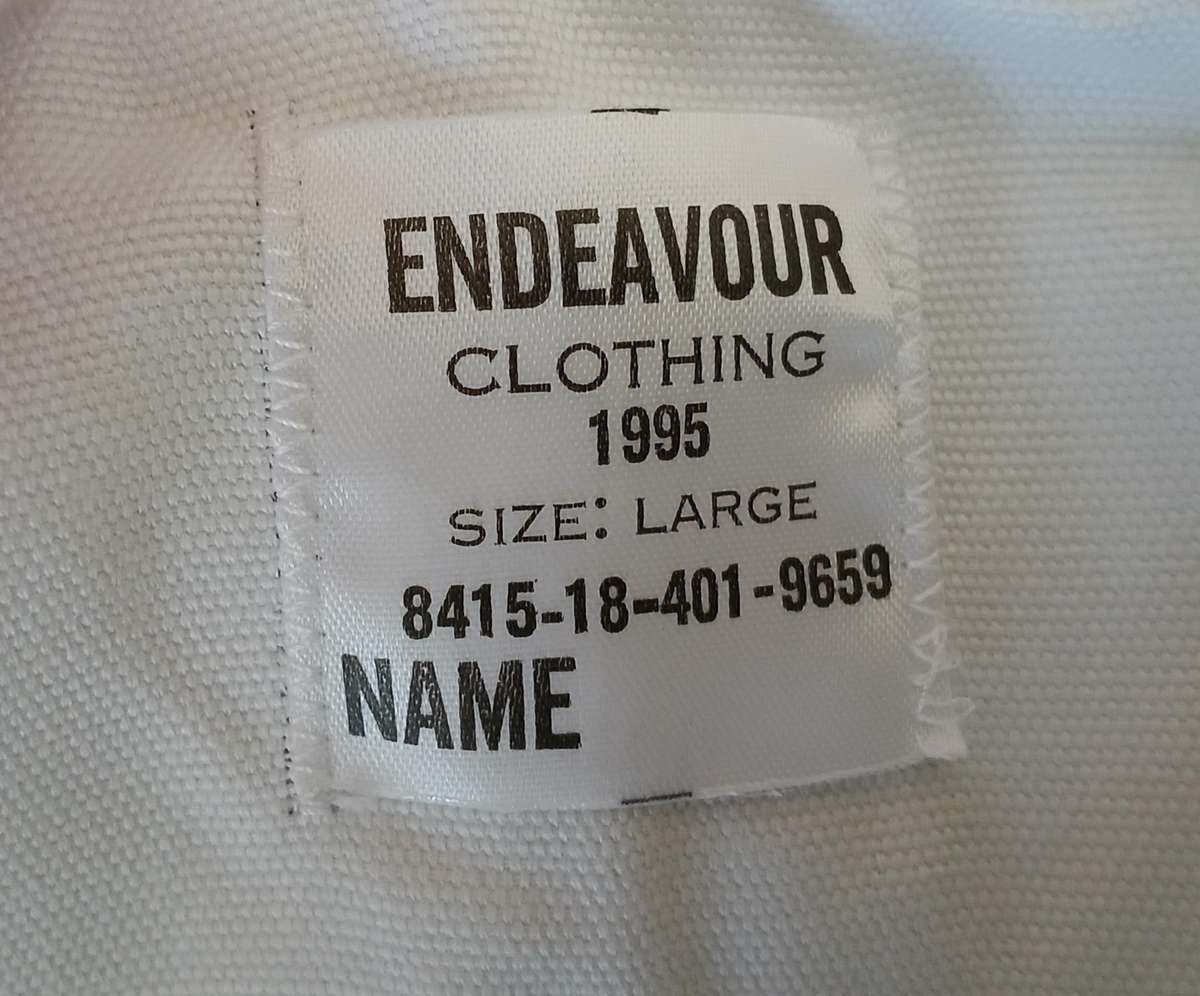 ENDEAVOUR
CLOTHING
1995
SIZE: LARGE
8415-18-401-9659
NAME